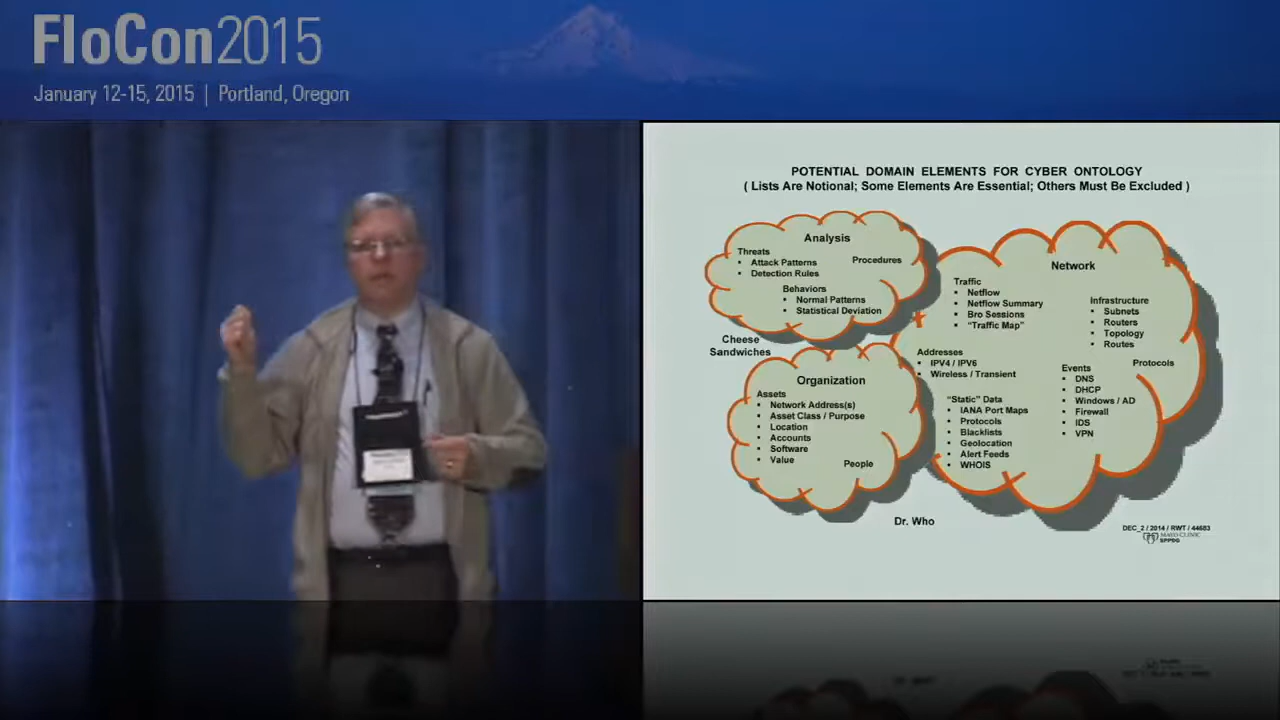 FloCon2015
January 12-15, 2015 | Portland, Oregon
POTENTIAL DOMAIN ELEMENTS FOR CYBER ONTOLOGY
( Lists Are Notional; Some Elements Are Essential; Others Must Be Excluded )
Analysis
Threats
▪ Attack Patterns
▪ Detection Rules
Procedures
Behaviors
▪ Normal Patterns
▪ Statistical Deviation
Cheese
Sandwiches
Organization
Assets
▪ Network Address(s)
▪ Asset Class / Purpose
▪ Location
▪ Accounts
▪ Software
▪ Value
People
Dr. Who
Network
Traffic
▪ Netflow
▪ Netflow Summary
▪ Bro Sessions
▪ “Traffic Map”
Infrastructure
▪ Subnets
▪ Routers
▪ Topology
▪ Routes
Addresses
▪ IPV4 / IPV6
▪ Wireless / Transient
Protocols
Events
▪ DNS
▪ DHCP
▪ Windows / AD
▪ Firewall
▪ IDS
▪ VPN
“Static” Data
▪ IANA Port Maps
▪ Protocols
▪ Blacklists
▪ Geolocation
▪ Alert Feeds
▪ WHOIS
DEC_2 / 2014 / RWT / 44683
MAYO CLINIC
SPPDG